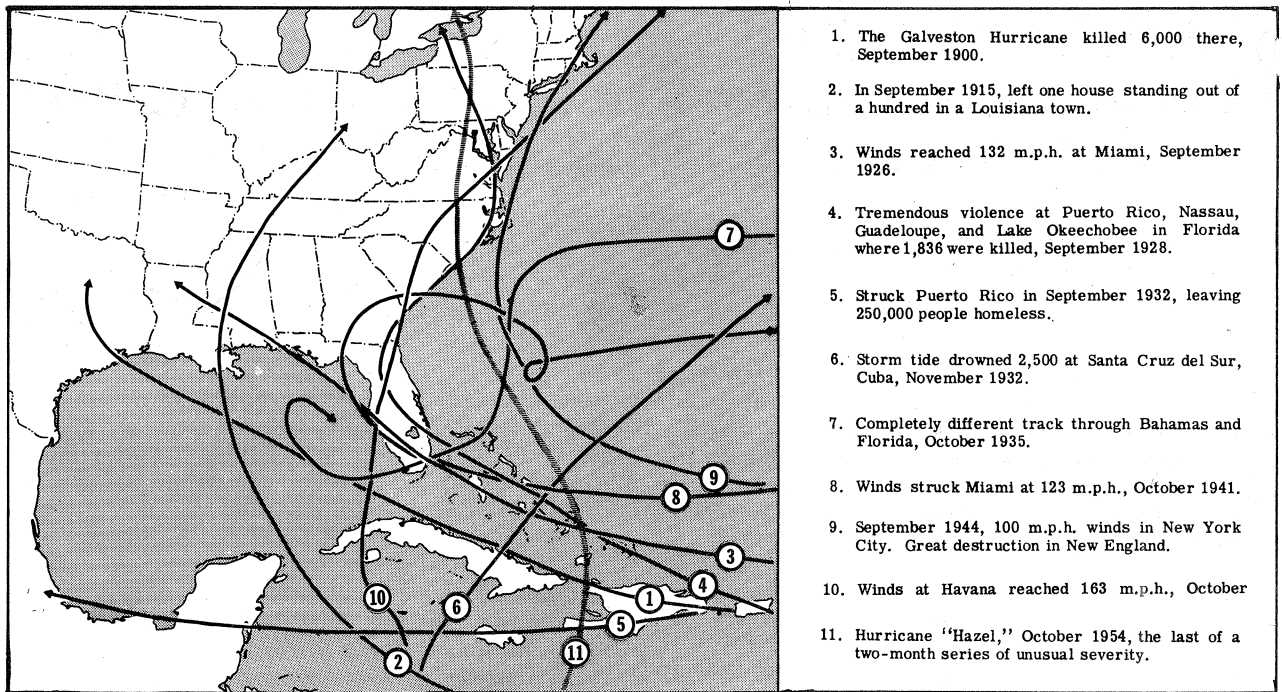 1. The Galveston Hurricane killed 6,000 there,
September 1900.
2. In September 1915, left one house standing out of
a hundred in a Louisiana town.
3. Winds reached 132 m.p.h. at Miami, September
1926.
4. Tremendous violence at Puerto Rico, Nassau,
Guadeloupe, and Lake Okeechobee in Florida
where 1,836 were killed, September 1928.
5. Struck Puerto Rico in September 1932, leaving
250,000 people homeless.
6. Storm tide drowned 2,500 at Santa Cruz del Sur,
Cuba, November 1932.
7. Completely different track through Bahamas and
Florida, October 1935.
8. Winds struck Miami at 123 m.p.h., October 1941.
9. September 1944, 100 m.p.h. winds in New York
City. Great destruction in New England.
10. Winds at Havana reached 163 m.p.h., October
11. Hurricane “Hazel,” October 1954, the last of a
two-month series of unusual severity.
7
9
8
3
4
1
10
6
5
11
2